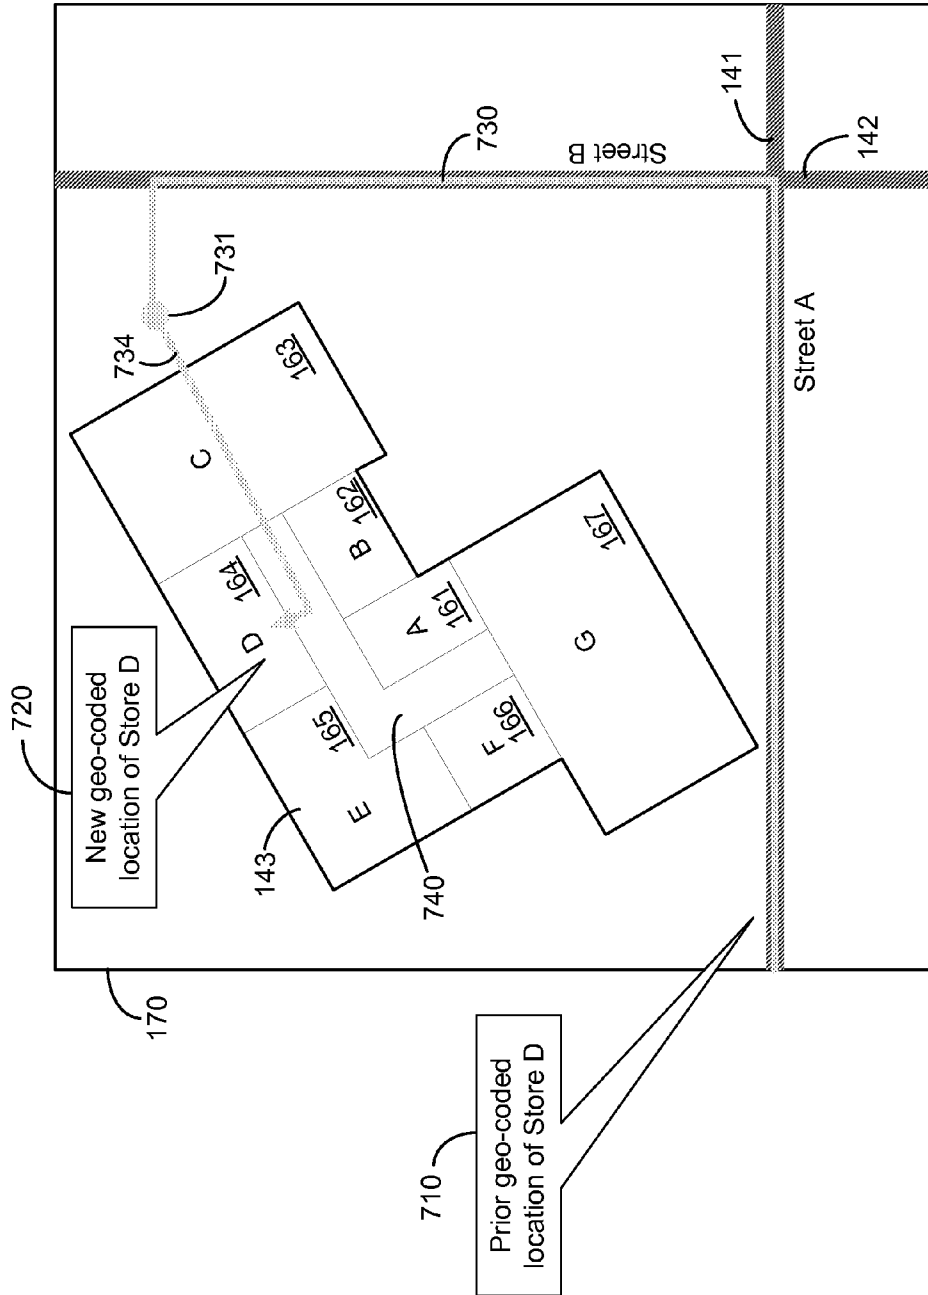 720
New geo-coded
location of Store D
170
143
740
734
731
730
Street B
141
142
Street A
C
163
D
164
B
162
A
161
E
165
F
166
G
167
710
Prior geo-coded
location of Store D